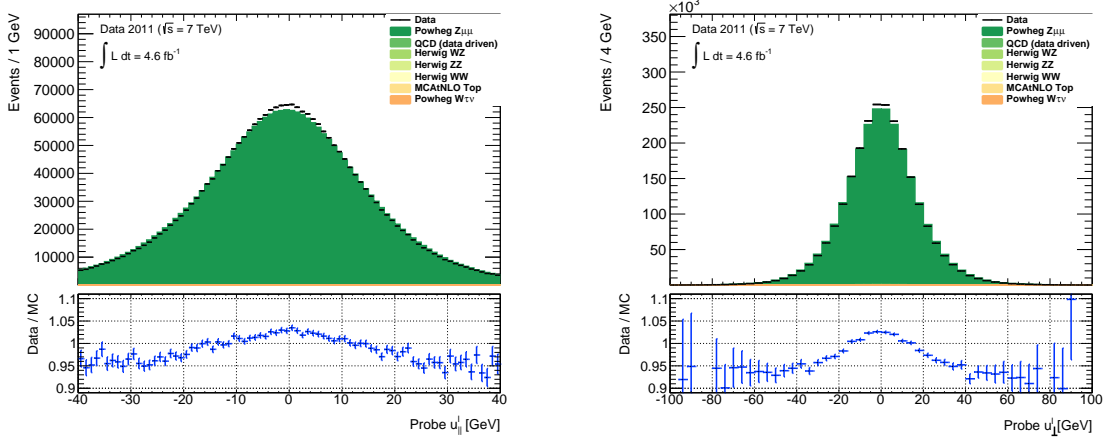 Data 2011 (√s = 7 TeV)
∫ L dt = 4.6 fb⁻¹
Data
Powheg Zμμ
QCD (data driven)
Herwig WZ
Herwig ZZ
Herwig WW
MCAtNLO Top
Powheg Wτν
Events / 1 GeV
90000
80000
70000
60000
50000
40000
30000
20000
10000
Data / MC
1.1
1.05
1
0.95
0.9
-40 -30 -20 -10 0 10 20 30 40
Probe u∥ˡ [GeV]
×10³
Data 2011 (√s = 7 TeV)
∫ L dt = 4.6 fb⁻¹
Data
Powheg Zμμ
QCD (data driven)
Herwig WZ
Herwig ZZ
Herwig WW
MCAtNLO Top
Powheg Wτν
Events / 4 GeV
350
300
250
200
150
100
50
Data / MC
1.1
1.05
1
0.95
0.9
-100 -80 -60 -40 -20 0 20 40 60 80 100
Probe u⊥ˡ [GeV]